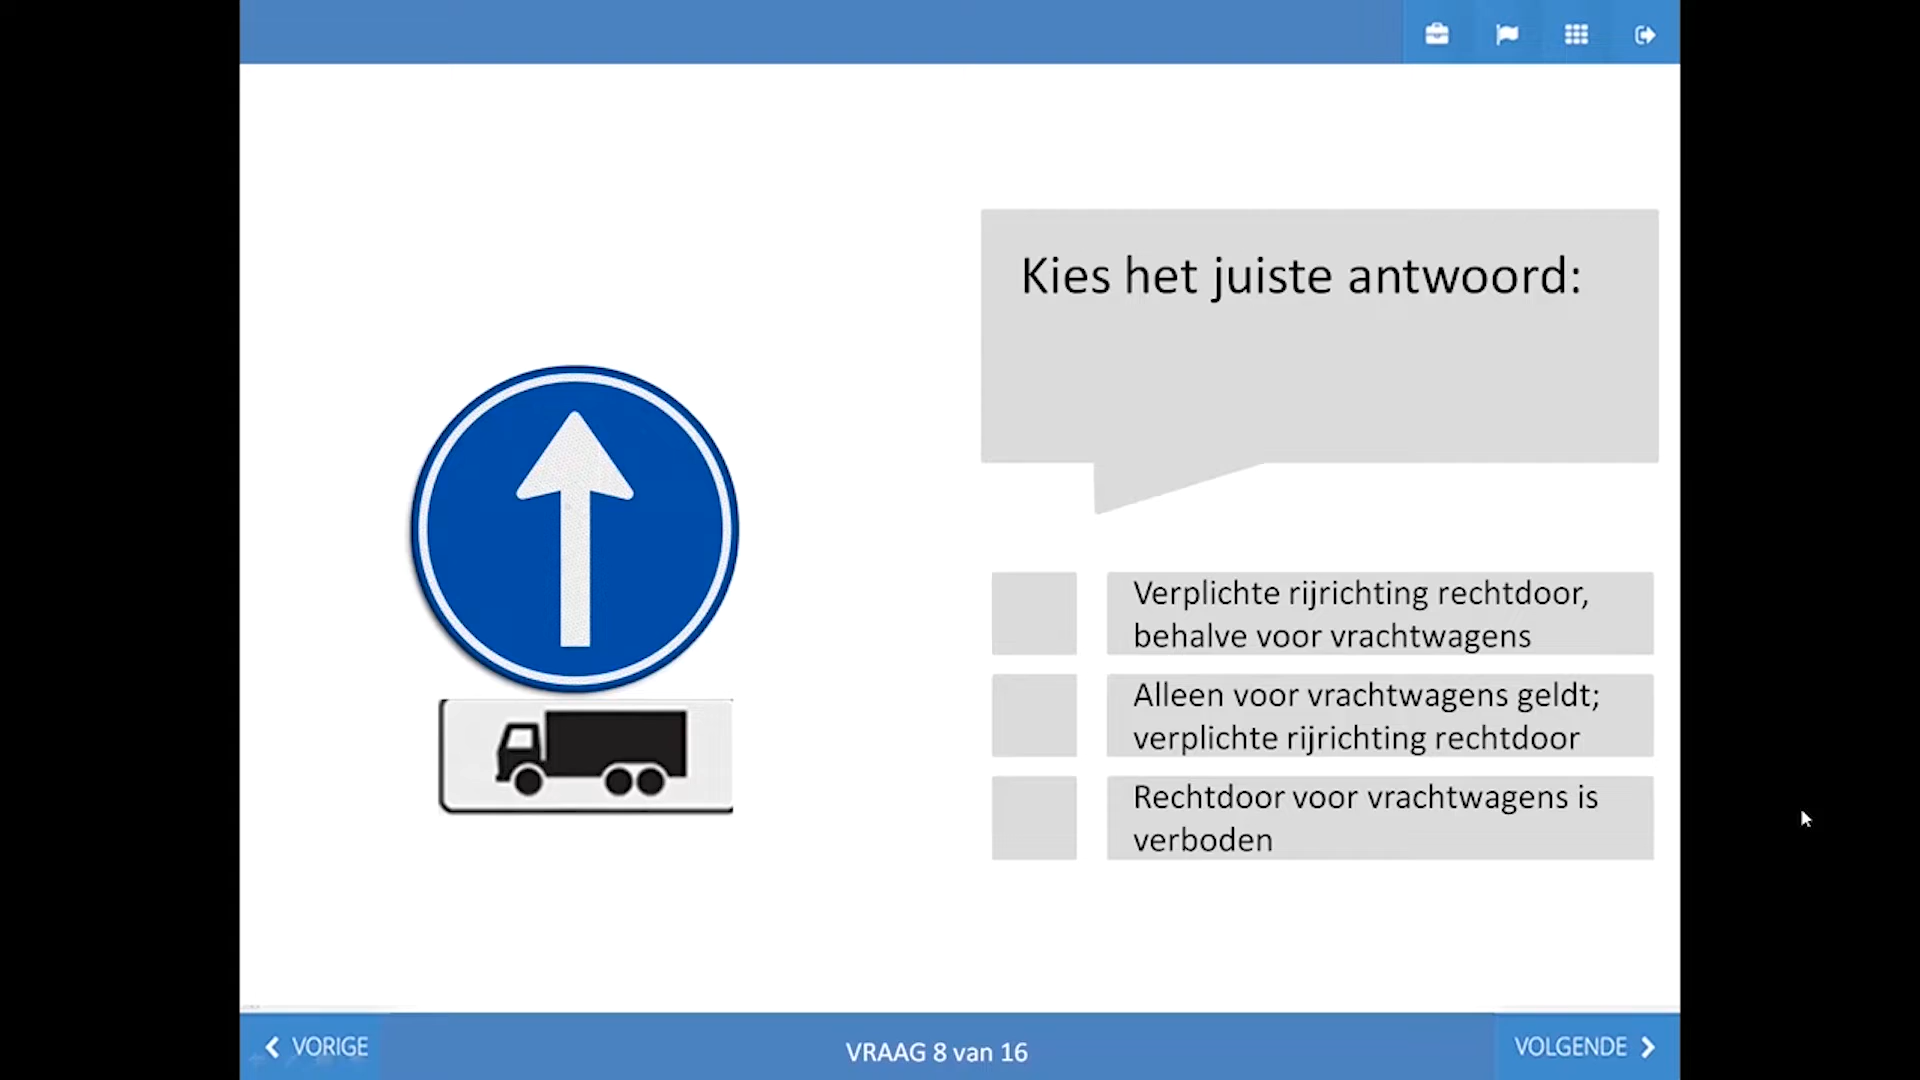 Kies het juiste antwoord:
Verplichte rijrichting rechtdoor,
behalve voor vrachtwagens
Alleen voor vrachtwagens geldt;
verplichte rijrichting rechtdoor
Rechtdoor voor vrachtwagens is
verboden
VORIGE
VRAAG 8 van 16
VOLGENDE